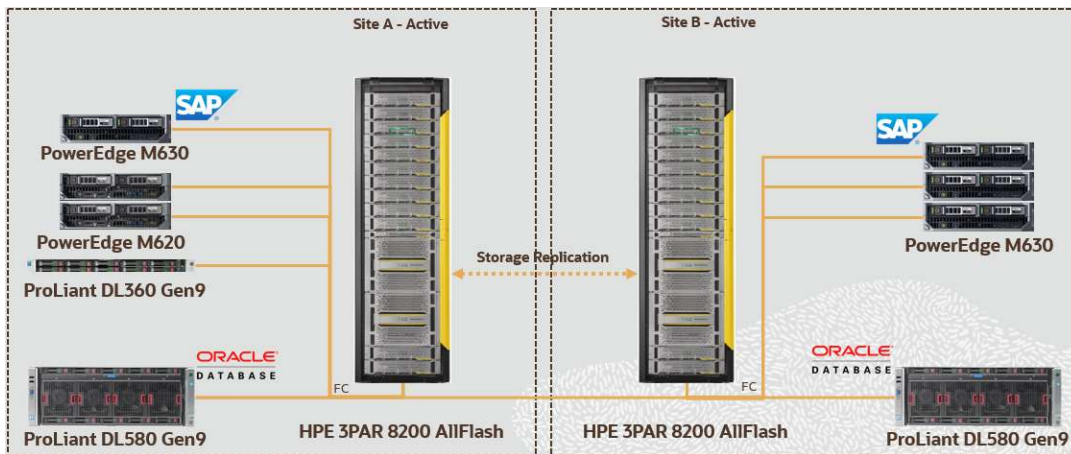 Site A - Active
Site B - Active
SAP
®
SAP
®
PowerEdge M630
PowerEdge M620
PowerEdge M630
Storage Replication
ProLiant DL360 Gen9
ORACLE
DATABASE
ORACLE
DATABASE
FC
FC
ProLiant DL580 Gen9
HPE 3PAR 8200 AllFlash
HPE 3PAR 8200 AllFlash
ProLiant DL580 Gen9